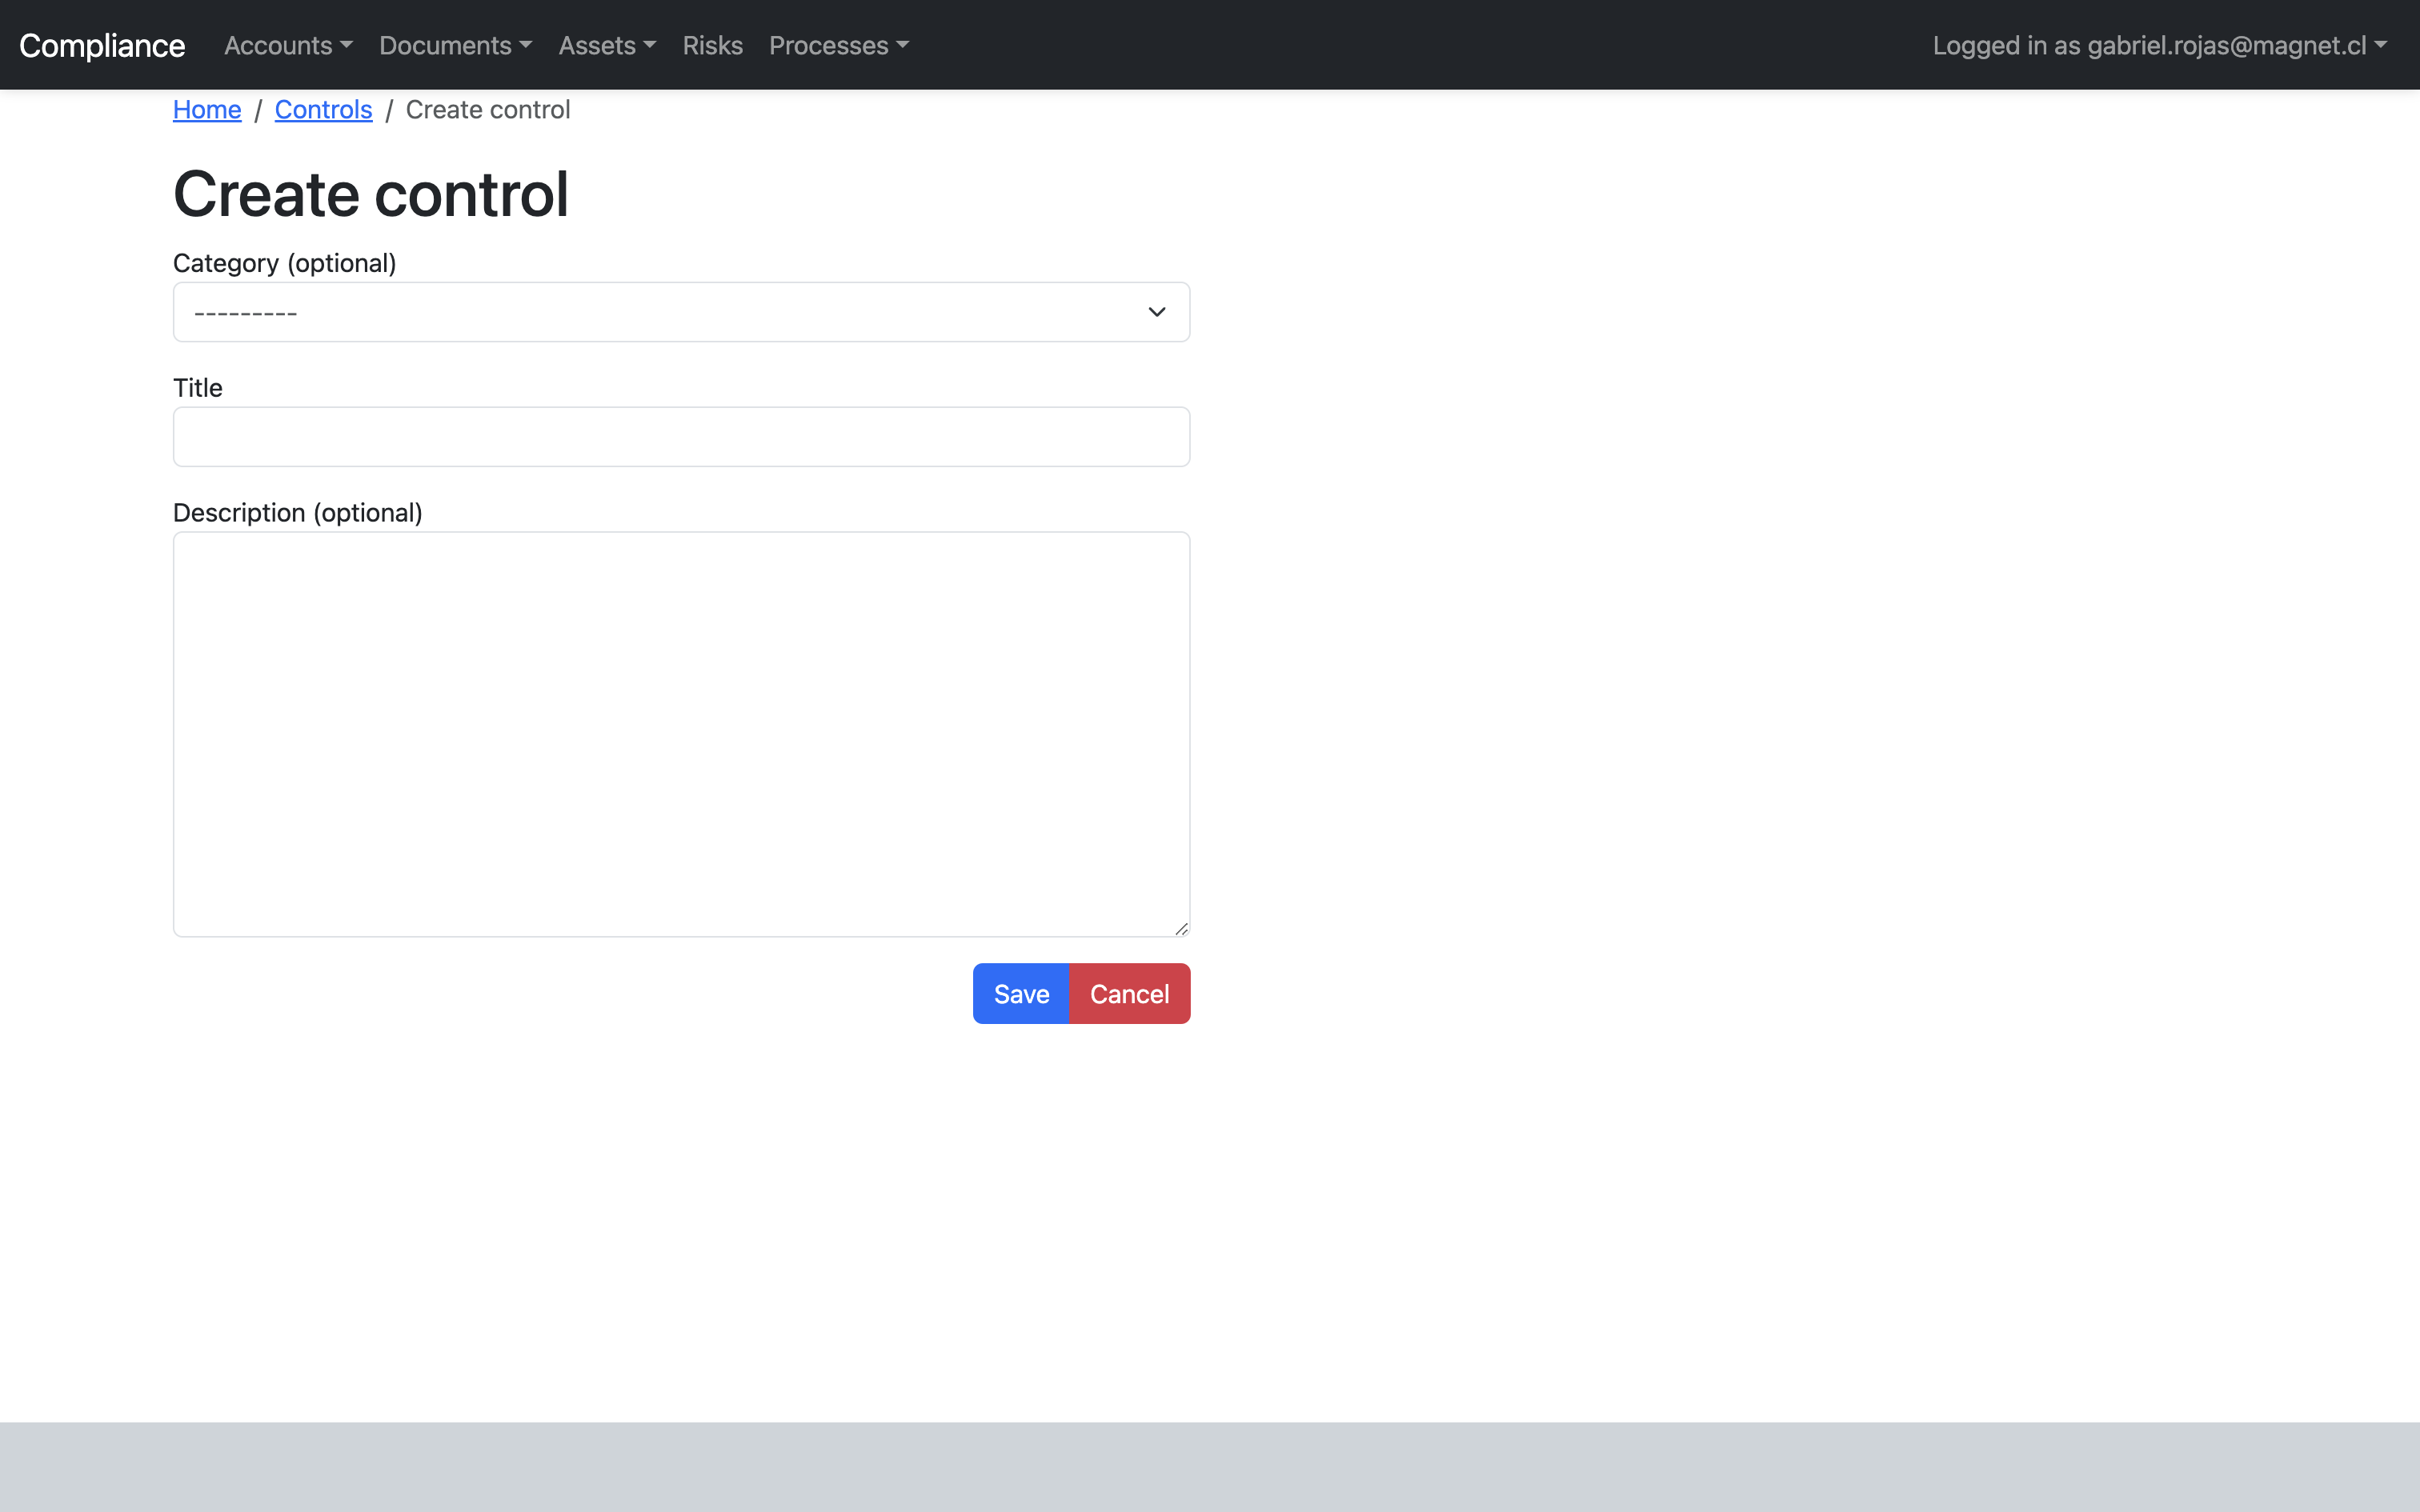 Compliance Accounts Documents Assets Risks Processes Logged in as gabriel.rojas@magnet.cl
Home / Controls / Create control
Create control
Category (optional)
---------
Title
Description (optional)
Save Cancel